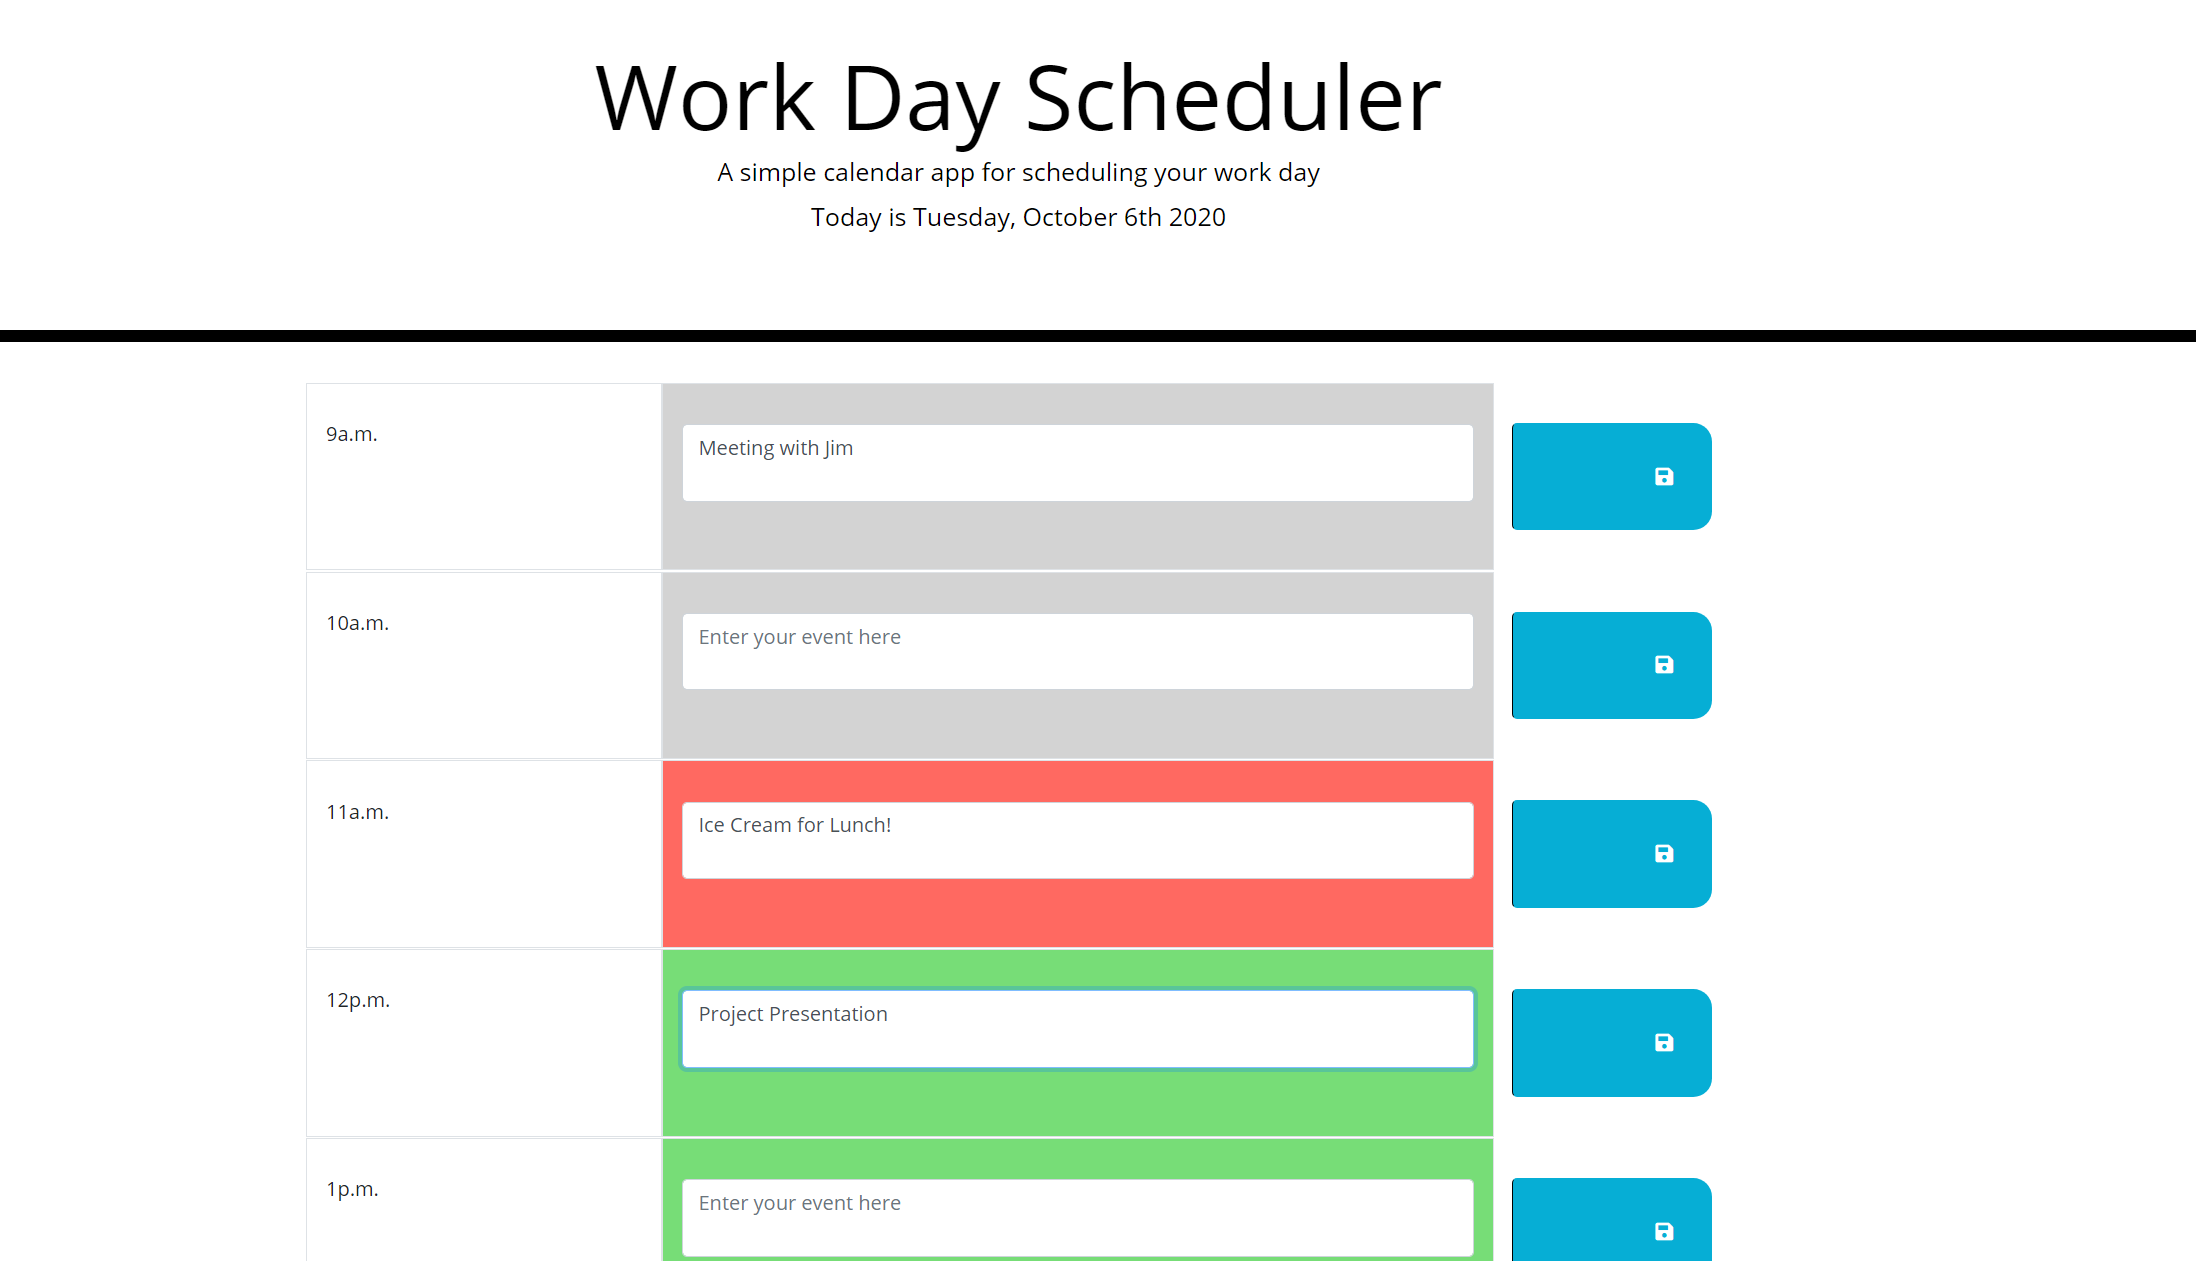 Work Day Scheduler
A simple calendar app for scheduling your work day
Today is Tuesday, October 6th 2020
9a.m.
Meeting with Jim
10a.m.
Enter your event here
11a.m.
Ice Cream for Lunch!
12p.m.
Project Presentation
1p.m.
Enter your event here